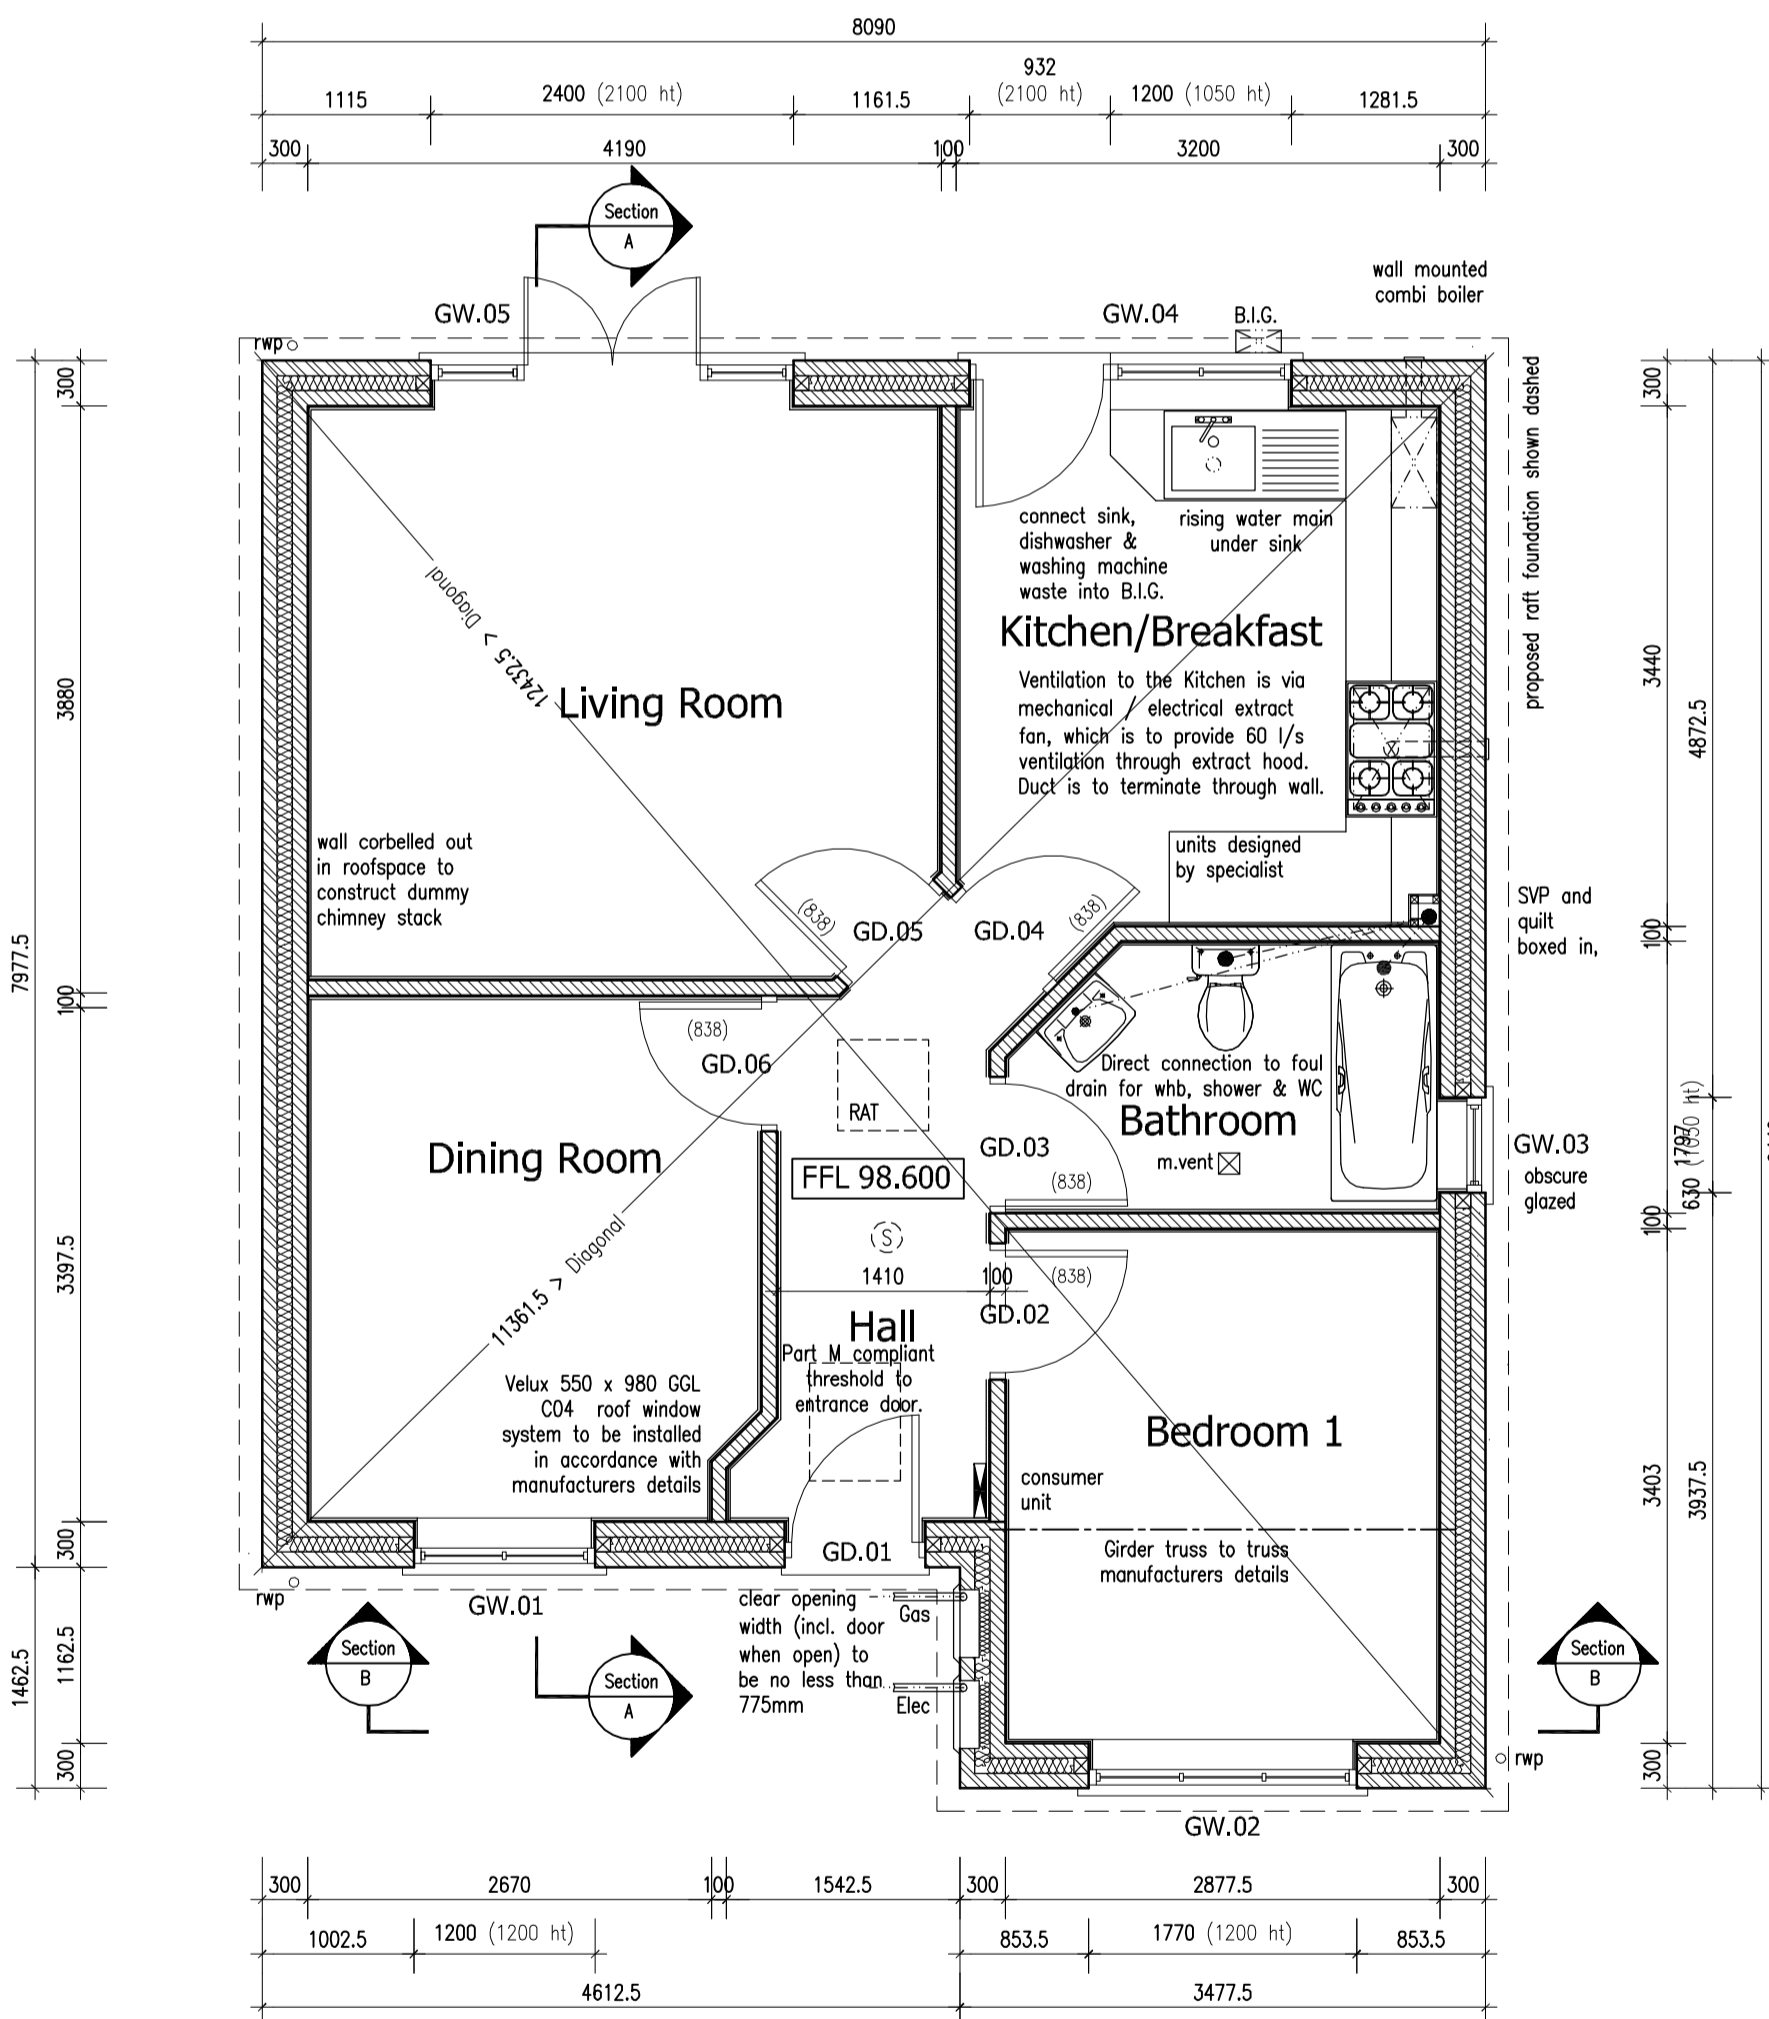 8090
932
1115
2400 (2100 ht)
1161.5
(2100 ht)
1200 (1050 ht)
1281.5
300
4190
100
3200
300
Section
A
wall mounted
combi boiler
GW.05
GW.04
B.I.G.
rwp
proposed raft foundation shown dashed
connect sink,
dishwasher &
washing machine
waste into B.I.G.
rising water main
under sink
12432.5 > Diagonal
Kitchen/Breakfast
Living Room
Ventilation to the Kitchen is via
mechanical / electrical extract
fan, which is to provide 60 l/s
ventilation through extract hood.
Duct is to terminate through wall.
wall corbelled out
in roofspace to
construct dummy
chimney stack
units designed
by specialist
SVP and
quilt
boxed in,
(838)
GD.05
GD.04
(838)
(838)
GD.06
Direct connection to foul
drain for whb, shower & WC
RAT
Bathroom
Dining Room
GD.03
m.vent
GW.03
obscure
glazed
FFL 98.600
(838)
S
1410
100
(838)
11361.5 > Diagonal
GD.02
Hall
Part M compliant
threshold to
entrance door.
Velux 550 x 980 GGL
C04 roof window
system to be installed
in accordance with
manufacturers details
Bedroom 1
consumer
unit
GD.01
Girder truss to truss
manufacturers details
rwp
GW.01
clear opening
width (incl. door
when open) to
be no less than
775mm
Gas
Elec
Section
B
Section
A
Section
B
rwp
GW.02
300
3880
100
3397.5
300
1162.5
300
7977.5
1462.5
300
3440
100
1797
100
3403
300
4872.5
630 (1050 ht)
3937.5
300
2670
100
1542.5
300
2877.5
300
1002.5
1200 (1200 ht)
853.5
1770 (1200 ht)
853.5
4612.5
3477.5